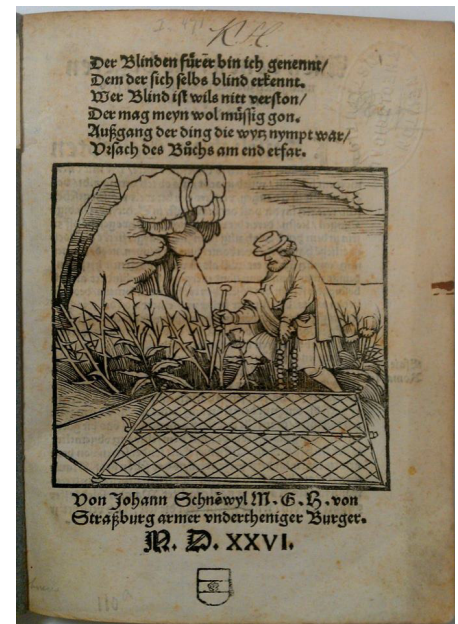 Der Blinden fürer bin ich genennt/
Dem der sich selbs blind erkennt.
Wer Blind ist wils nitt verston/
Der mag meyn wol müssig gon.
Außgang der ding die wytz nympt war/
Vrsach des Bůchs am end erfar.
Von Johann Schnëwyl M. G. H. von
Straßburg armer vndertheniger Burger.
M. D. XXVI.